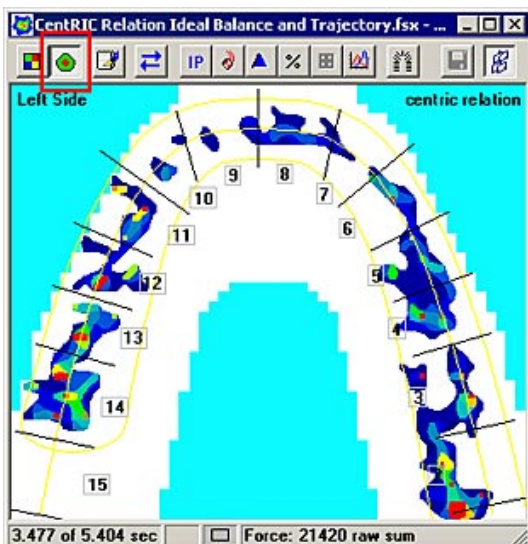 CentRIC Relation Ideal Balance and Trajectory.fsx - ...
IP %
Left Side centric relation
9 8
10 7
11 6
12 5
13 4
14 3
15 2
3.477 of 5.404 sec Force: 21420 raw sum